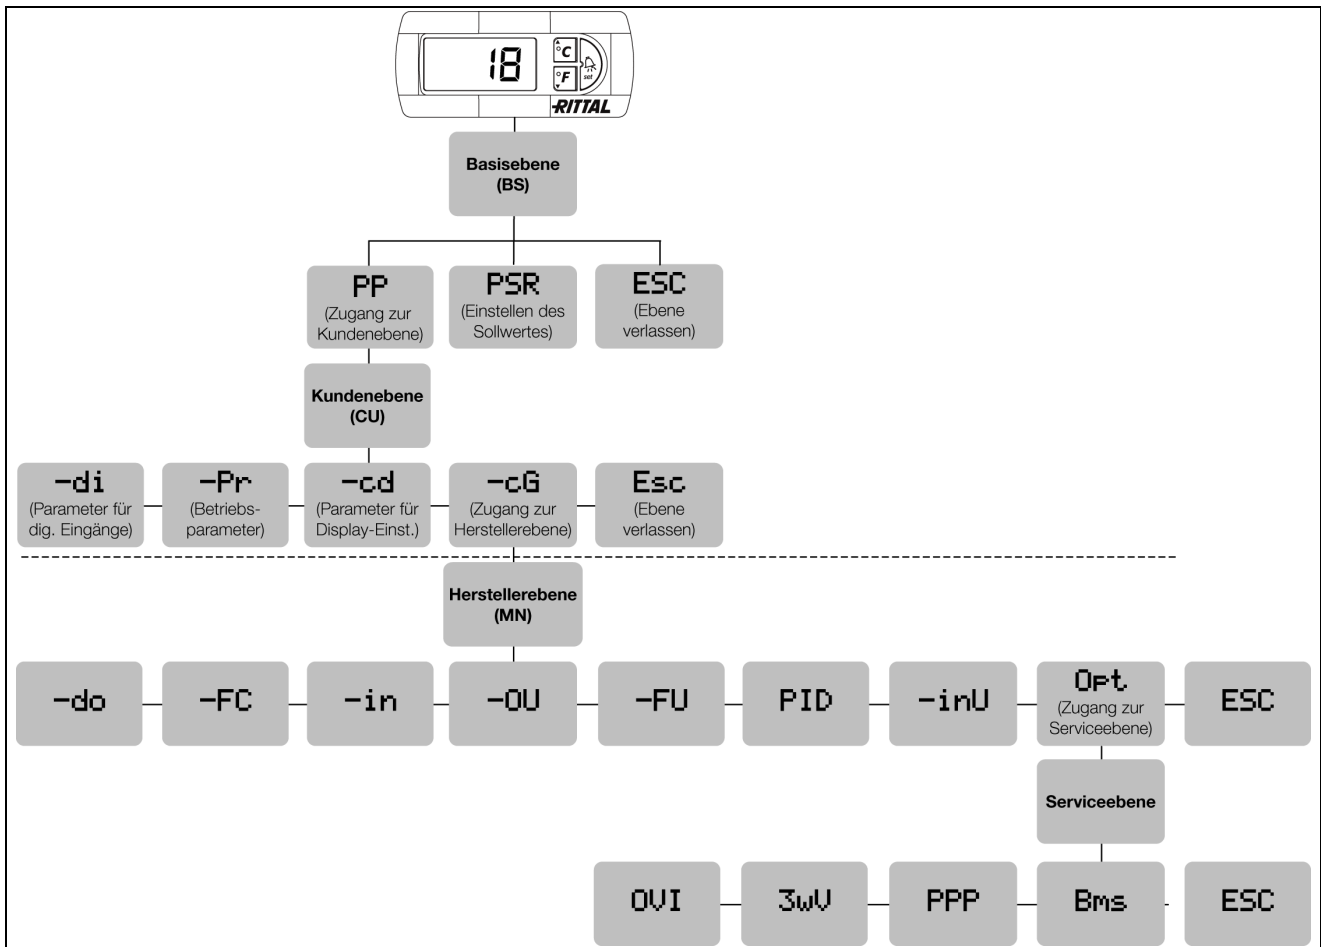 18
°C
°F
set
RITTAL
Basisebene
(BS)
PP
(Zugang zur
Kundenebene)
PSR
(Einstellen des
Sollwertes)
ESC
(Ebene
verlassen)
Kundenebene
(CU)
-di
(Parameter für
dig. Eingänge)
-Pr
(Betriebs-
parameter)
-cd
(Parameter für
Display-Einst.)
-cG
(Zugang zur
Herstellerebene)
Esc
(Ebene
verlassen)
Herstellerebene
(MN)
-do
-FC
-in
-OU
-FU
PID
-inU
Opt
(Zugang zur
Serviceebene)
ESC
Serviceebene
OVI
3wV
PPP
Bms
ESC